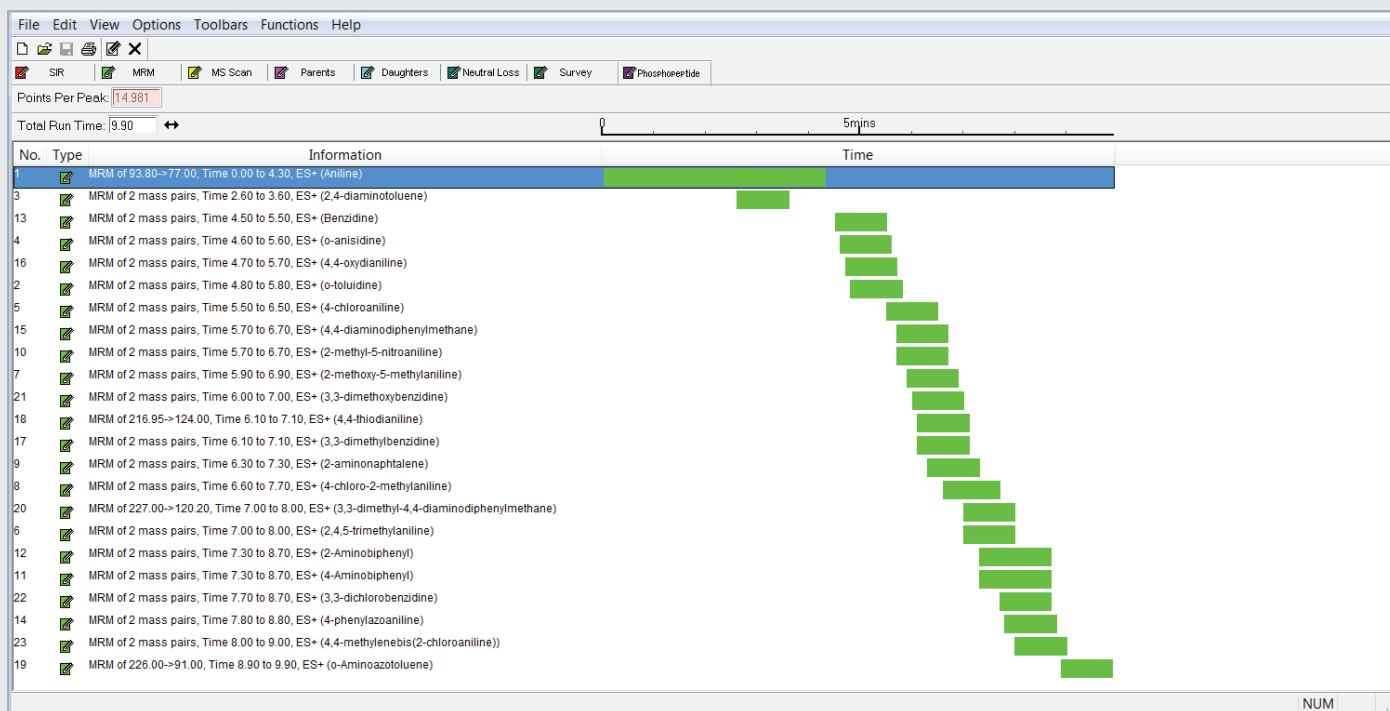 File Edit View Options Toolbars Functions Help
SIR MRM MS Scan Parents Daughters Neutral Loss Survey Phosphopeptide
Points Per Peak: 14.981
Total Run Time: 9.90 0 5mins
No. Type Information Time
1 MRM of 93.80->77.00, Time 0.00 to 4.30, ES+ (Aniline)
3 MRM of 2 mass pairs, Time 2.60 to 3.60, ES+ (2,4-diaminotoluene)
13 MRM of 2 mass pairs, Time 4.50 to 5.50, ES+ (Benzidine)
4 MRM of 2 mass pairs, Time 4.60 to 5.60, ES+ (o-anisidine)
16 MRM of 2 mass pairs, Time 4.70 to 5.70, ES+ (4,4-oxydianiline)
2 MRM of 2 mass pairs, Time 4.80 to 5.80, ES+ (o-toluidine)
5 MRM of 2 mass pairs, Time 5.50 to 6.50, ES+ (4-chloroaniline)
15 MRM of 2 mass pairs, Time 5.70 to 6.70, ES+ (4,4-diaminodiphenylmethane)
10 MRM of 2 mass pairs, Time 5.70 to 6.70, ES+ (2-methyl-5-nitroaniline)
7 MRM of 2 mass pairs, Time 5.90 to 6.90, ES+ (2-methoxy-5-methylaniline)
21 MRM of 2 mass pairs, Time 6.00 to 7.00, ES+ (3,3-dimethoxybenzidine)
18 MRM of 216.95->124.00, Time 6.10 to 7.10, ES+ (4,4-thiodianiline)
17 MRM of 2 mass pairs, Time 6.10 to 7.10, ES+ (3,3-dimethylbenzidine)
9 MRM of 2 mass pairs, Time 6.30 to 7.30, ES+ (2-aminonaphtalene)
8 MRM of 2 mass pairs, Time 6.60 to 7.70, ES+ (4-chloro-2-methylaniline)
20 MRM of 227.00->120.20, Time 7.00 to 8.00, ES+ (3,3-dimethyl-4,4-diaminodiphenylmethane)
6 MRM of 2 mass pairs, Time 7.00 to 8.00, ES+ (2,4,5-trimethylaniline)
12 MRM of 2 mass pairs, Time 7.30 to 8.70, ES+ (2-Aminobiphenyl)
11 MRM of 2 mass pairs, Time 7.30 to 8.70, ES+ (4-Aminobiphenyl)
22 MRM of 2 mass pairs, Time 7.70 to 8.70, ES+ (3,3-dichlorobenzidine)
14 MRM of 2 mass pairs, Time 7.80 to 8.80, ES+ (4-phenylazoaniline)
23 MRM of 2 mass pairs, Time 8.00 to 9.00, ES+ (4,4-methylenebis(2-chloroaniline))
19 MRM of 226.00->91.00, Time 8.90 to 9.90, ES+ (o-Aminoazotoluene)
NUM